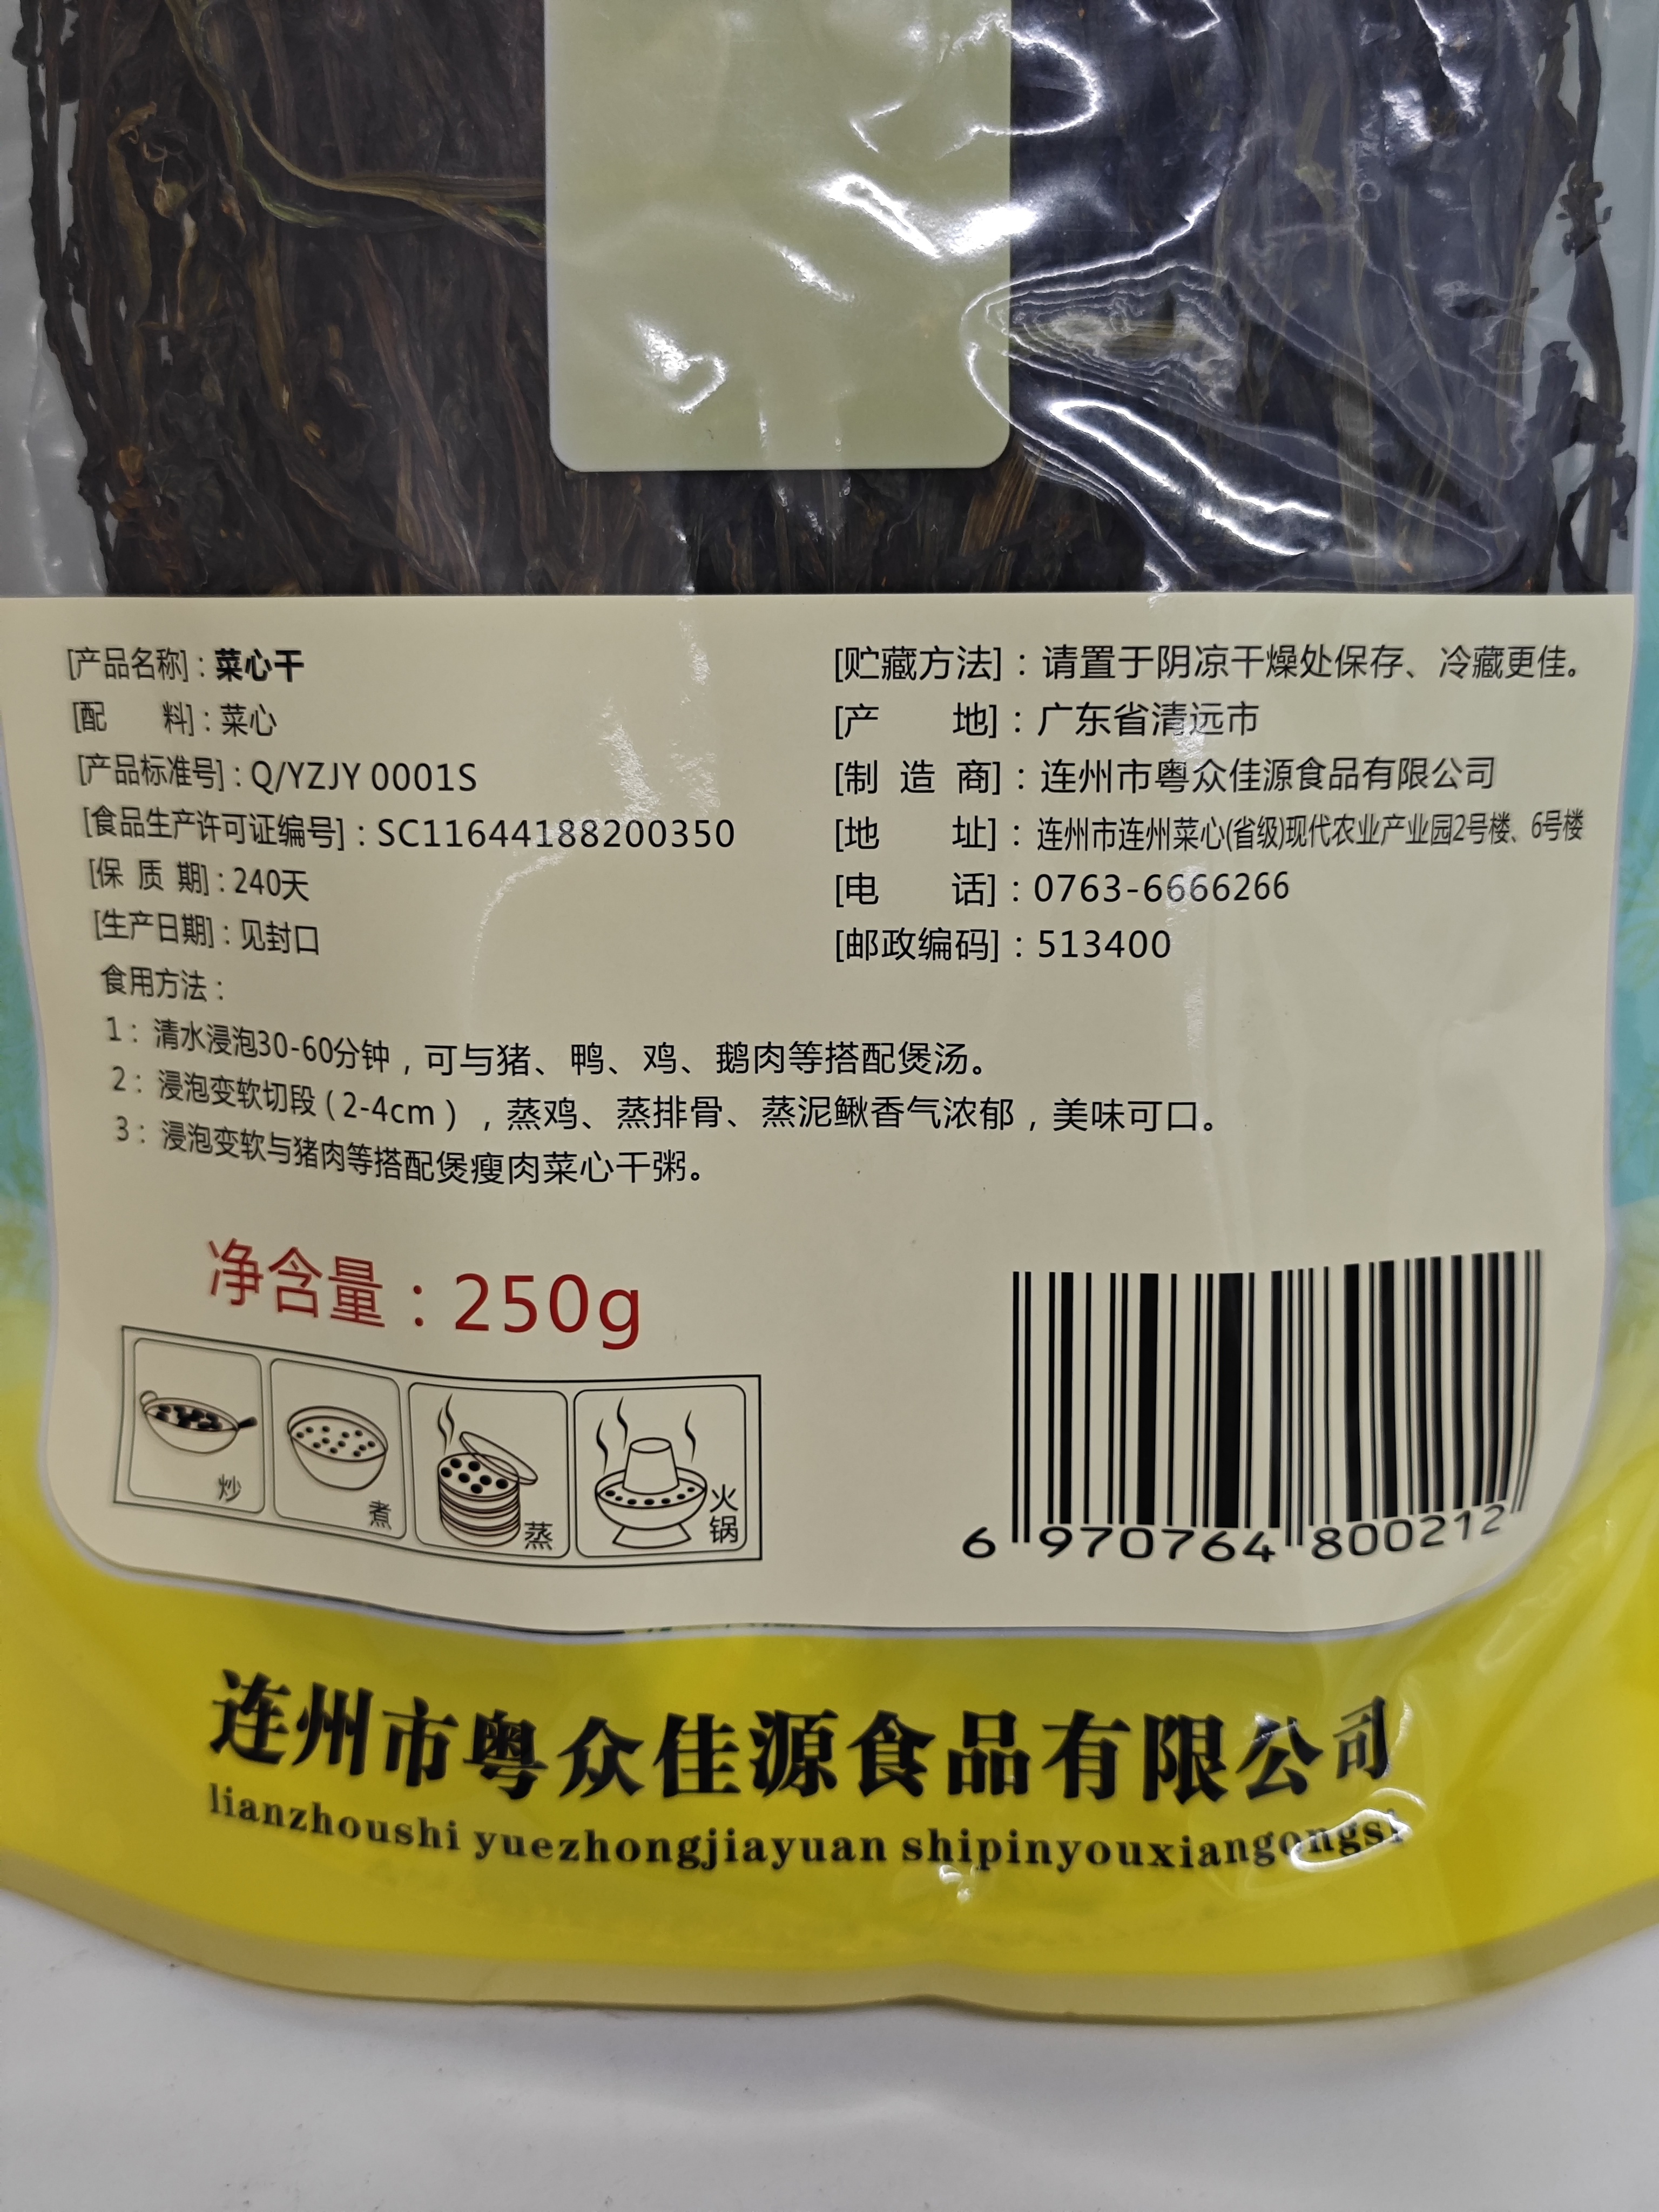 [产品名称]：菜心干
[配 料]：菜心
[产品标准号]：Q/YZJY 0001S
[食品生产许可证编号]：SC11644188200350
[保 质 期]：240天
[生产日期]：见封口
[贮藏方法]：请置于阴凉干燥处保存、冷藏更佳。
[产 地]：广东省清远市
[制 造 商]：连州市粤众佳源食品有限公司
[地 址]：连州市连州菜心(省级)现代农业产业园2号楼、6号楼
[电 话]：0763-6666266
[邮政编码]：513400
食用方法：
1：清水浸泡30-60分钟，可与猪、鸭、鸡、鹅肉等搭配煲汤。
2：浸泡变软切段（2-4cm），蒸鸡、蒸排骨、蒸泥鳅香气浓郁，美味可口。
3：浸泡变软与猪肉等搭配煲瘦肉菜心干粥。
净含量：250g
炒
煮
蒸
火锅
6 970764 800212
连州市粤众佳源食品有限公司
lianzhoushi yuezhongjiayuan shipinyouxiangongsi